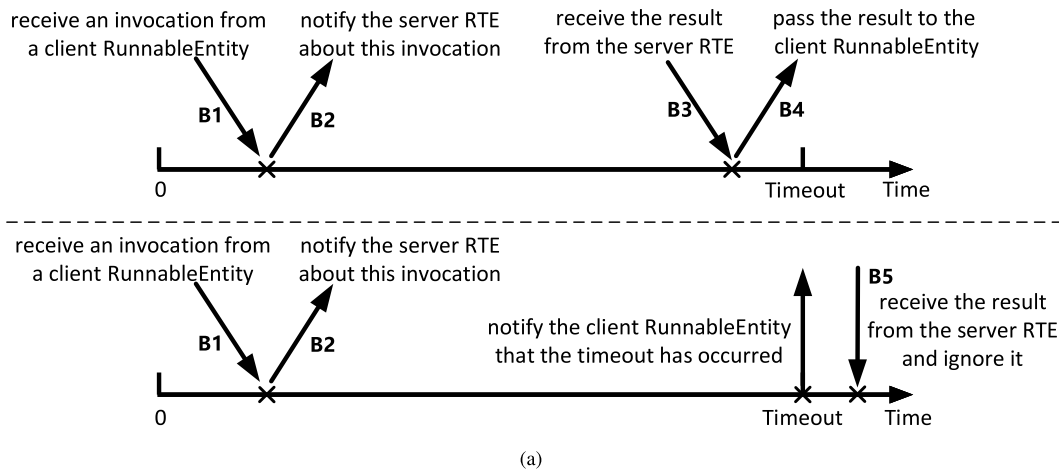 receive an invocation from
a client RunnableEntity
notify the server RTE
about this invocation
receive the result
from the server RTE
pass the result to the
client RunnableEntity
B1
B2
B3
B4
0
Timeout
Time
receive an invocation from
a client RunnableEntity
notify the server RTE
about this invocation
B1
B2
notify the client RunnableEntity
that the timeout has occurred
B5
receive the result
from the server RTE
and ignore it
0
Timeout
Time
(a)